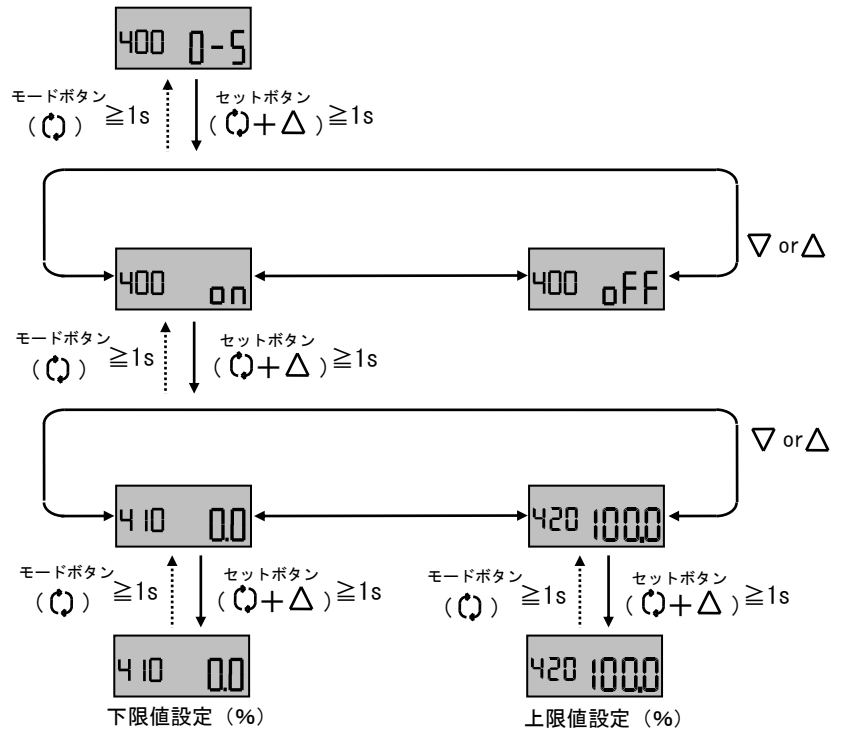 400 0-5
モードボタン ≧1s セットボタン ≧1s
( ) ( + △ )
▽ or △
400 on 400 oFF
モードボタン ≧1s セットボタン ≧1s
( ) ( + △ )
▽ or △
410 0.0 420 100.0
モードボタン ≧1s セットボタン ≧1s モードボタン ≧1s セットボタン ≧1s
( ) ( + △ ) ( ) ( + △ )
410 0.0 420 100.0
下限値設定 (%) 上限値設定 (%)